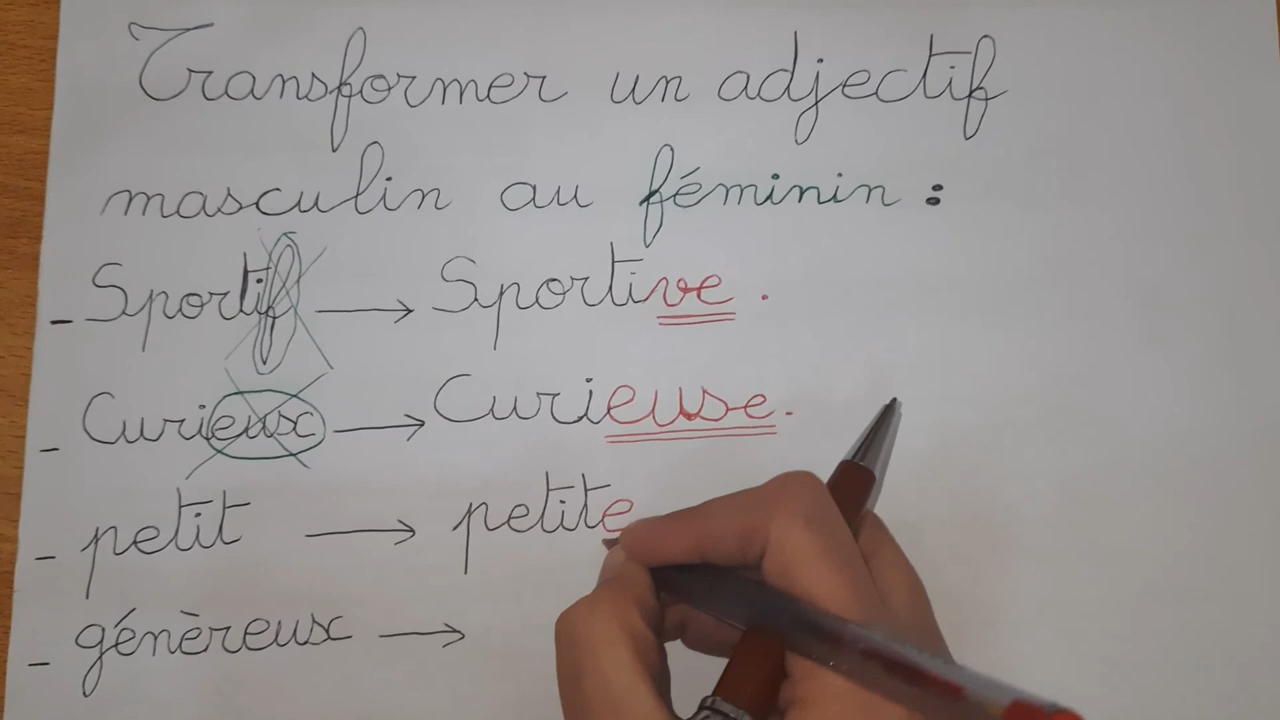 Transformer un adjectif
masculin au féminin :
- Sportif → Sportive .
- Curieux → Curieuse.
- petit → petite
- génèreux →